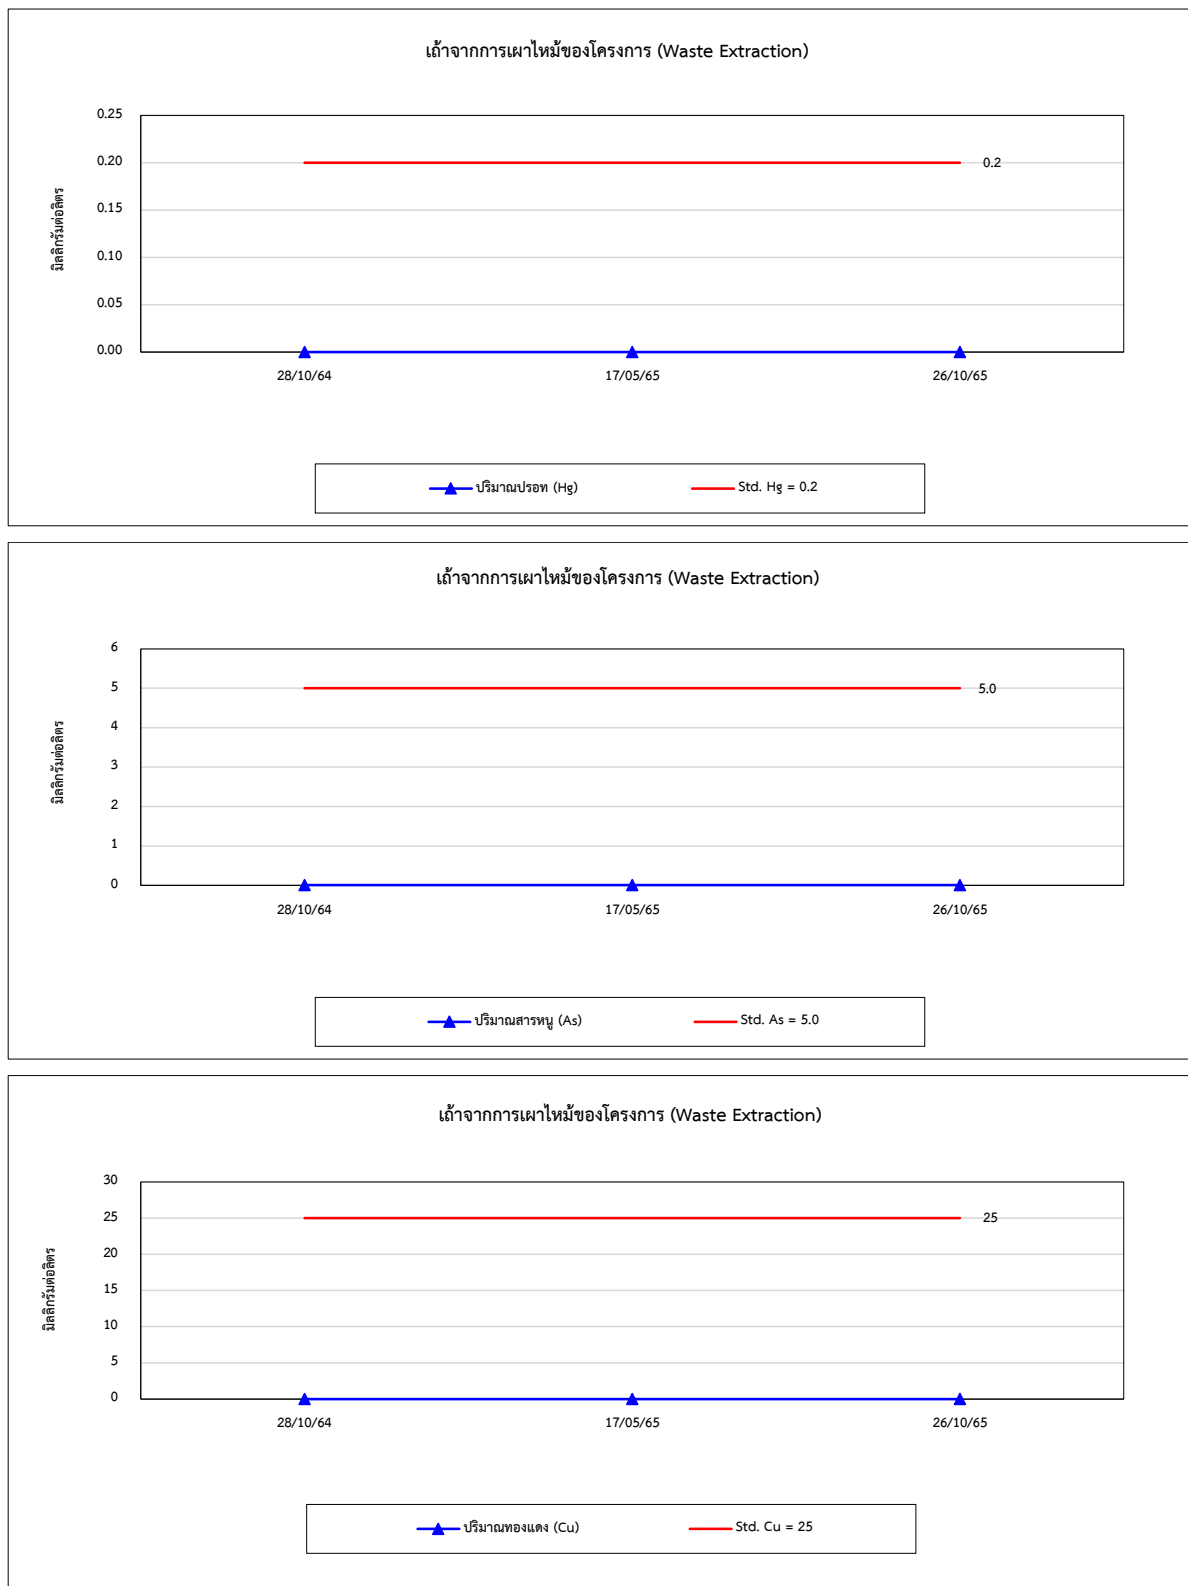 เถ้าจากการเผาไหม้ของโครงการ (Waste Extraction)
0.25
0.20
0.15
0.10
0.05
0.00
มิลลิกรัมต่อลิตร
0.2
28/10/64 17/05/65 26/10/65
ปริมาณปรอท (Hg) Std. Hg = 0.2
เถ้าจากการเผาไหม้ของโครงการ (Waste Extraction)
6
5
4
3
2
1
0
มิลลิกรัมต่อลิตร
5.0
28/10/64 17/05/65 26/10/65
ปริมาณสารหนู (As) Std. As = 5.0
เถ้าจากการเผาไหม้ของโครงการ (Waste Extraction)
30
25
20
15
10
5
0
มิลลิกรัมต่อลิตร
25
28/10/64 17/05/65 26/10/65
ปริมาณทองแดง (Cu) Std. Cu = 25